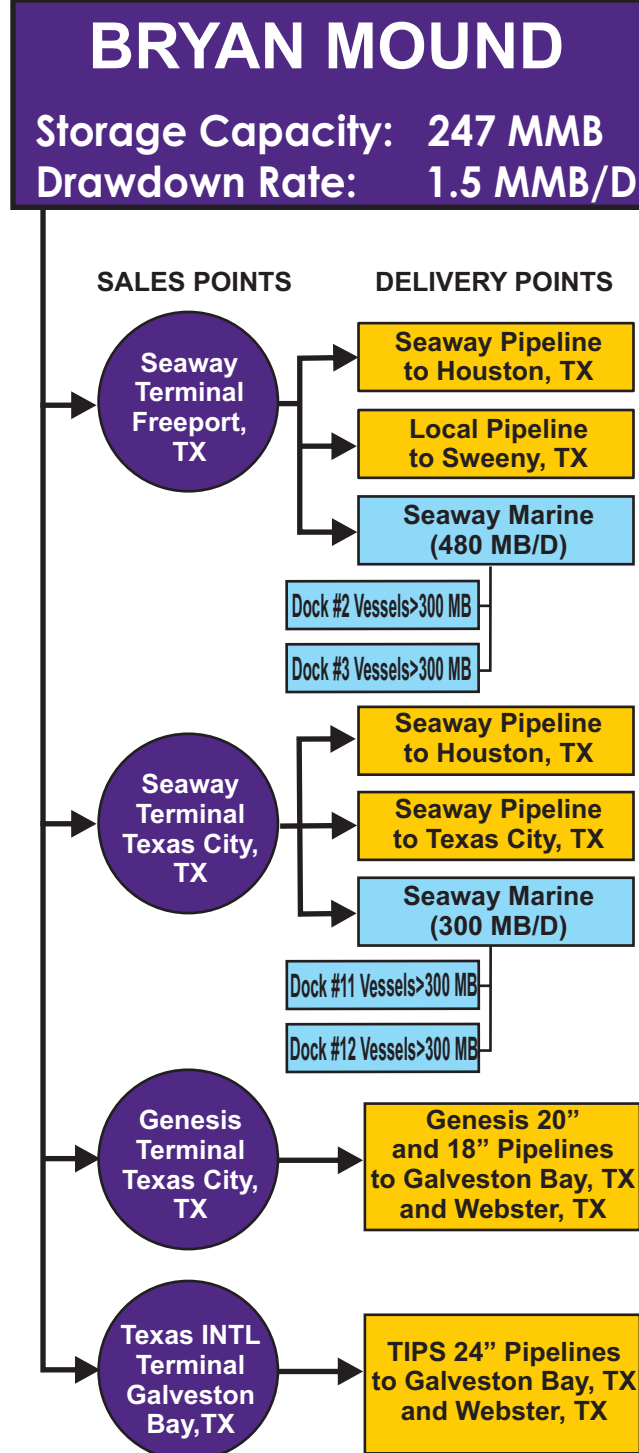 BRYAN MOUND
Storage Capacity: 247 MMB
Drawdown Rate: 1.5 MMB/D
SALES POINTS
DELIVERY POINTS
Seaway
Terminal
Freeport,
TX
Seaway Pipeline
to Houston, TX
Local Pipeline
to Sweeny, TX
Seaway Marine
(480 MB/D)
Dock #2 Vessels>300 MB
Dock #3 Vessels>300 MB
Seaway
Terminal
Texas City,
TX
Seaway Pipeline
to Houston, TX
Seaway Pipeline
to Texas City, TX
Seaway Marine
(300 MB/D)
Dock #11 Vessels>300 MB
Dock #12 Vessels>300 MB
Genesis
Terminal
Texas City,
TX
Genesis 20”
and 18” Pipelines
to Galveston Bay, TX
and Webster, TX
Texas INTL
Terminal
Galveston
Bay,TX
TIPS 24” Pipelines
to Galveston Bay, TX
and Webster, TX